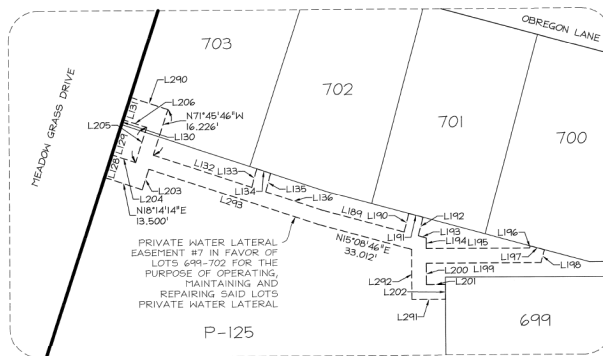 OBREGON LANE
703
702
701
700
MEADOW GRASS DRIVE
L290
L206
L131
N71°45'46"W
16.226'
L205
L129
L130
L128
L203
L204
N18°14'14"E
13.500'
L132
L133
L134
L135
L136
L293
L189
L190
L191
L192
L193
L194
L195
L196
L197
L198
N15°08'46"E
33.012'
PRIVATE WATER LATERAL
EASEMENT #7 IN FAVOR OF
LOTS 699-702 FOR THE
PURPOSE OF OPERATING,
MAINTAINING AND
REPAIRING SAID LOTS
PRIVATE WATER LATERAL
L292
L200
L199
L201
L202
L291
699
P-125